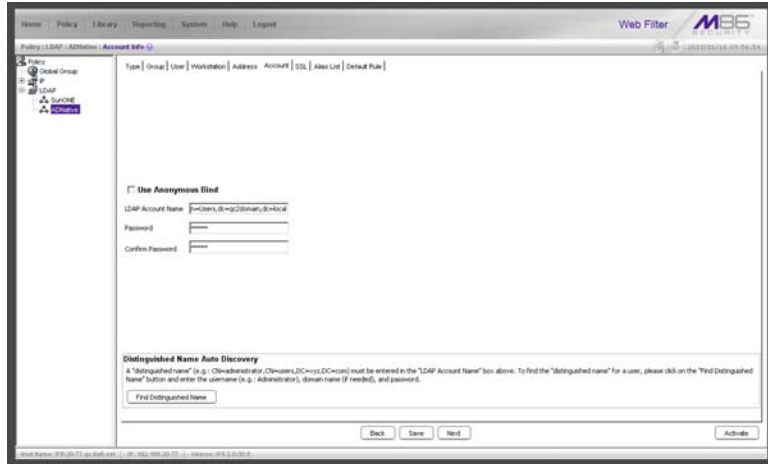 Home Policy Library Reporting System Help Logout
Web Filter
M86
SECURITY
Policy : LDAP : ADNative : Account Info
Policy
Global Group
IP
LDAP
SunONE
ADNative
Type | Group | User | Workstation | Address | Account | SSL | Alias List | Default Rule |
Use Anonymous Bind
LDAP Account Name n=Users,dc=qc2domain,dc=local
Password ******
Confirm Password ******
Distinguished Name Auto Discovery
A "distinguished name" (e.g.: CN=administrator,CN=users,DC=xyz,DC=com) must be entered in the "LDAP Account Name" box above. To find the "distinguished name" for a user, please click on the "Find Distinguished
Name" button and enter the username (e.g.: Administrator), domain name (if needed), and password.
Find Distinguished Name
Back Save Next
Activate